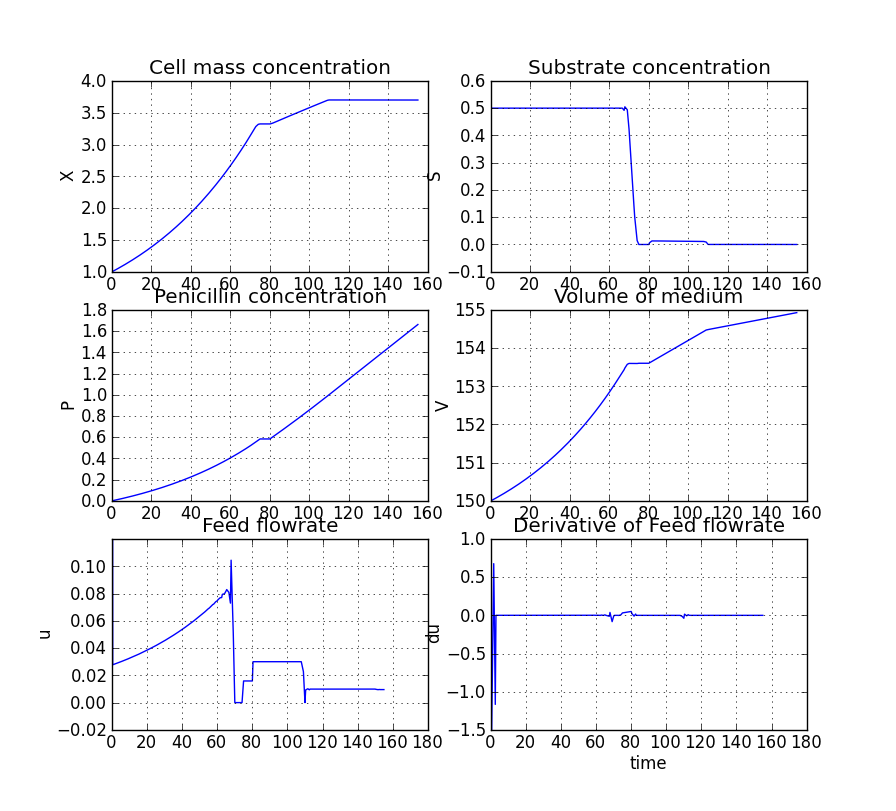 Cell mass concentration
X
4.0
3.5
3.0
2.5
2.0
1.5
1.0
0 20 40 60 80 100 120 140 160
Substrate concentration
S
0.6
0.5
0.4
0.3
0.2
0.1
0.0
−0.1
0 20 40 60 80 100 120 140 160
Penicillin concentration
P
1.8
1.6
1.4
1.2
1.0
0.8
0.6
0.4
0.2
0.0
0 20 40 60 80 100 120 140 160
Volume of medium
V
155
154
153
152
151
150
0 20 40 60 80 100 120 140 160
Feed flowrate
u
0.10
0.08
0.06
0.04
0.02
0.00
−0.02
0 20 40 60 80 100 120 140 160 180
Derivative of Feed flowrate
du
1.0
0.5
0.0
−0.5
−1.0
−1.5
0 20 40 60 80 100 120 140 160 180
time